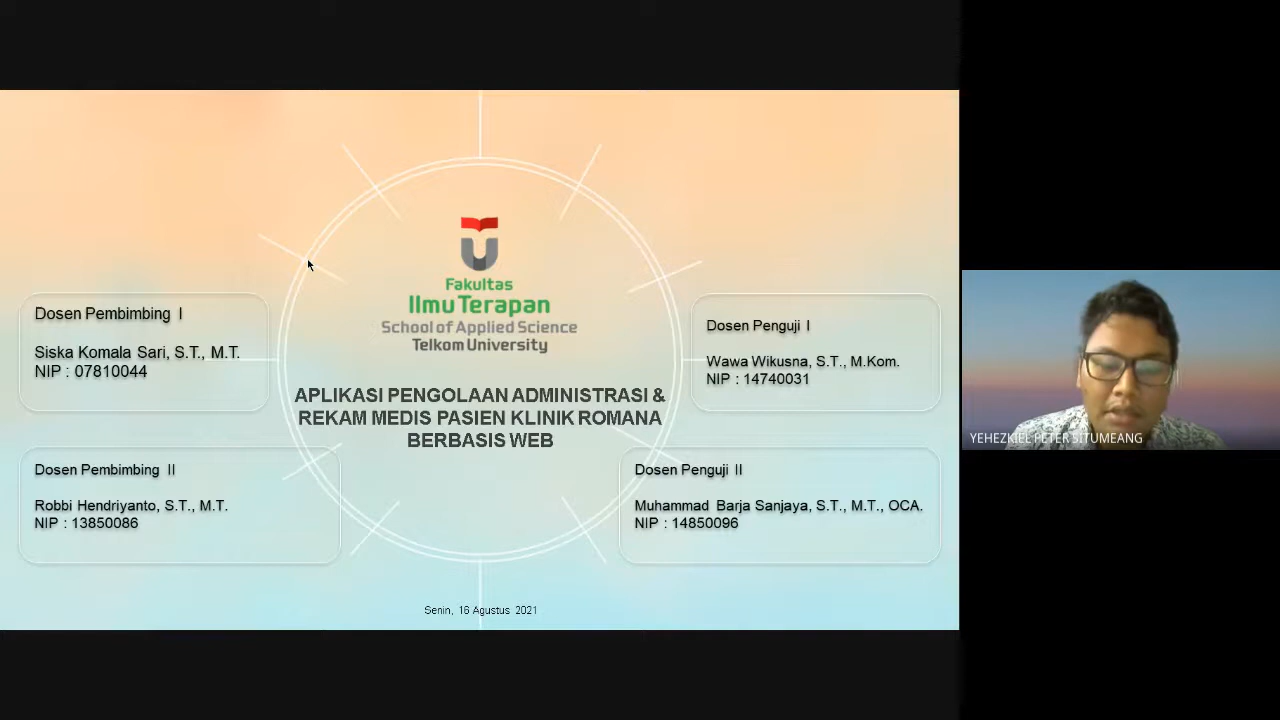 Fakultas
Ilmu Terapan
School of Applied Science
Telkom University
APLIKASI PENGOLAAN ADMINISTRASI &
REKAM MEDIS PASIEN KLINIK ROMANA
BERBASIS WEB
Dosen Pembimbing I
Siska Komala Sari, S.T., M.T.
NIP : 07810044
Dosen Pembimbing II
Robbi Hendriyanto, S.T., M.T.
NIP : 13850086
Dosen Penguji I
Wawa Wikusna, S.T., M.Kom.
NIP : 14740031
Dosen Penguji II
Muhammad Barja Sanjaya, S.T., M.T., OCA.
NIP : 14850096
Senin, 16 Agustus 2021
YEHEZKIEL PETER SITUMEANG